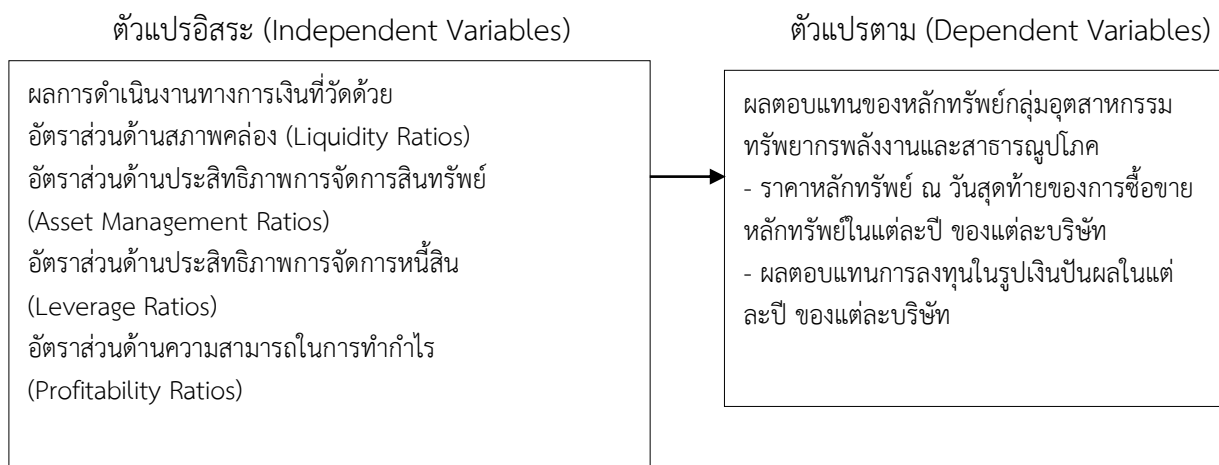 ตัวแปรอิสระ (Independent Variables)
ผลการดำเนินงานทางการเงินที่วัดด้วย
อัตราส่วนด้านสภาพคล่อง (Liquidity Ratios)
อัตราส่วนด้านประสิทธิภาพการจัดการสินทรัพย์
(Asset Management Ratios)
อัตราส่วนด้านประสิทธิภาพการจัดการหนี้สิน
(Leverage Ratios)
อัตราส่วนด้านความสามารถในการทำกำไร
(Profitability Ratios)
ตัวแปรตาม (Dependent Variables)
ผลตอบแทนของหลักทรัพย์กลุ่มอุตสาหกรรม
ทรัพยากรพลังงานและสาธารณูปโภค
- ราคาหลักทรัพย์ ณ วันสุดท้ายของการซื้อขาย
หลักทรัพย์ในแต่ละปี ของแต่ละบริษัท
- ผลตอบแทนการลงทุนในรูปเงินปันผลในแต่
ละปี ของแต่ละบริษัท